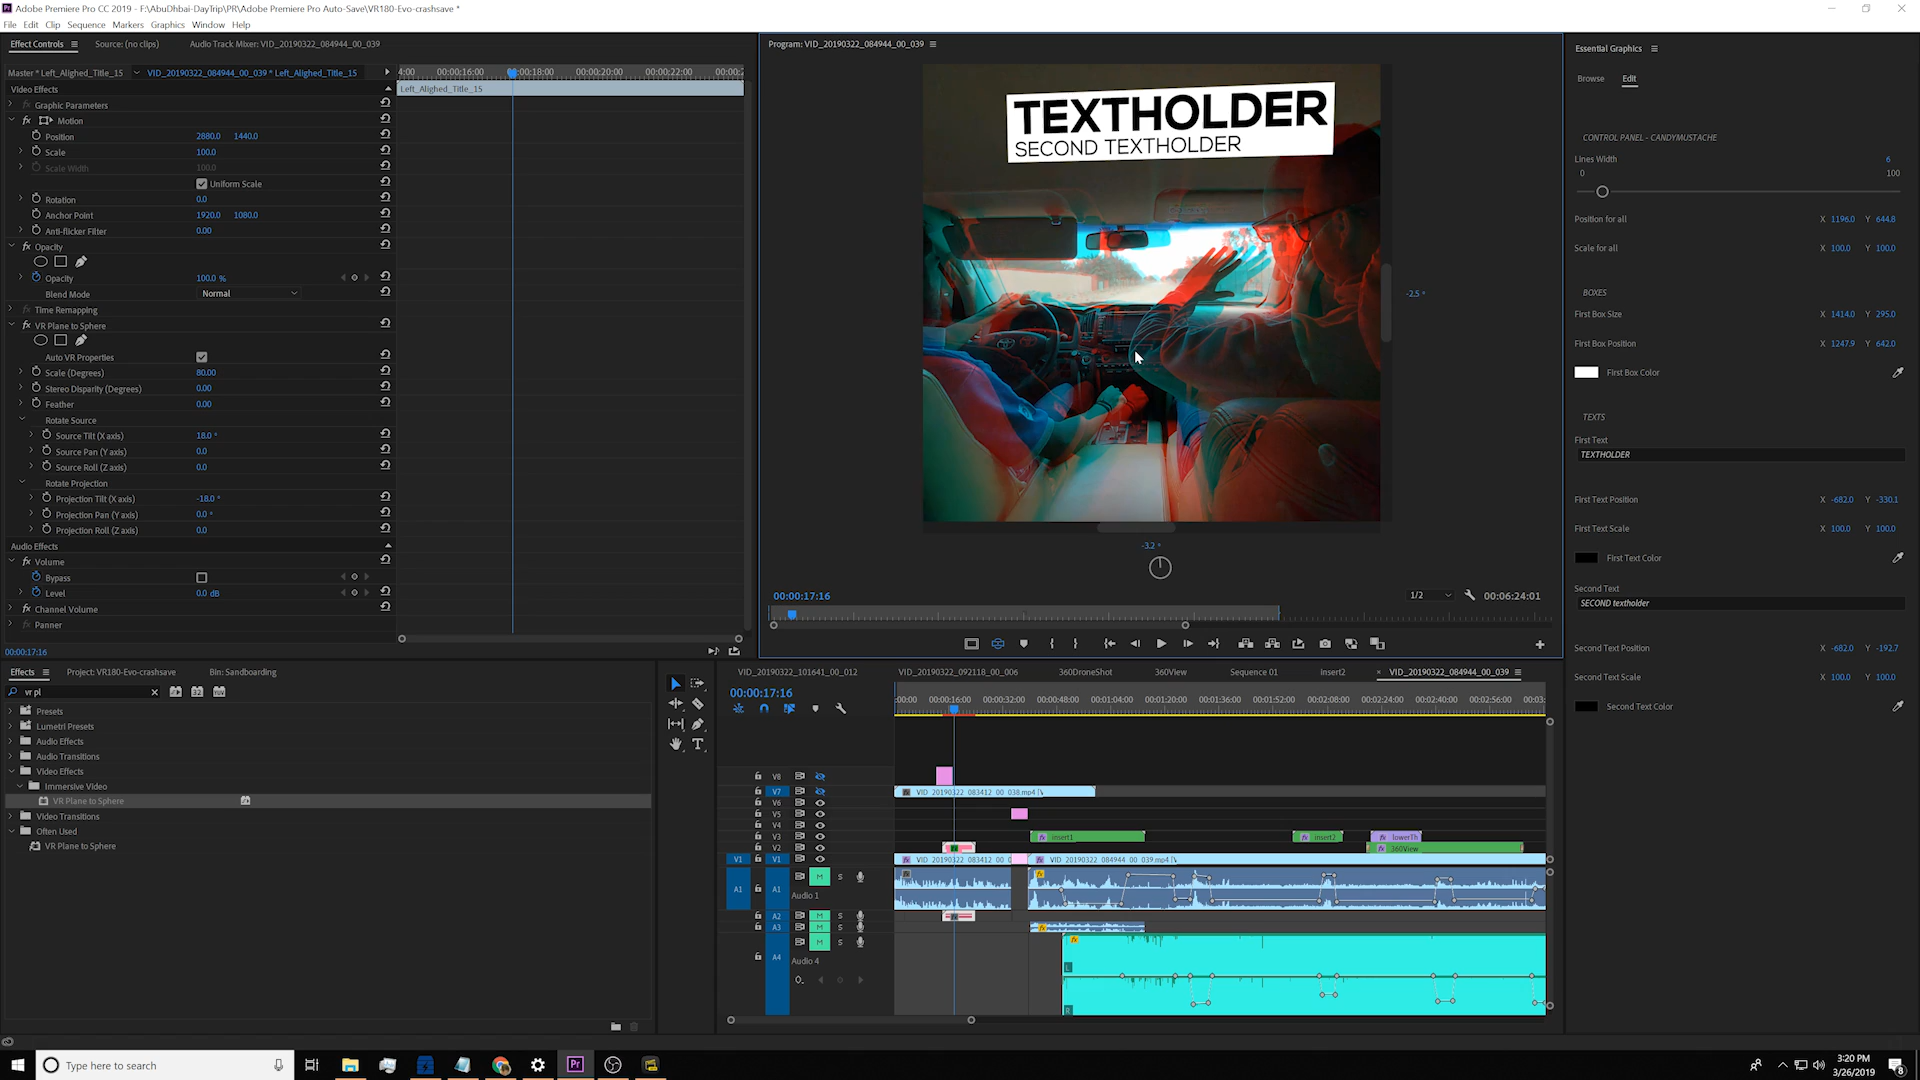 Adobe Premiere Pro CC 2019 - F:\AbuDhbai-DayTrip\PR\Adobe Premiere Pro Auto-Save\VR180-Evo-crashsave *
File Edit Clip Sequence Markers Graphics Window Help
Effect Controls Source: (no clips) Audio Track Mixer: VID_20190322_084944_00_039
Master * Left_Alighed_Title_15 VID_20190322_084944_00_039 * Left_Alighed_Title_15
4:00 00:00:16:00 00:00:18:00 00:00:20:00 00:00:22:00 00:00:2
Video Effects
Left_Alighed_Title_15
Graphic Parameters
fx Motion
Position 2880.0 1440.0
Scale 100.0
Scale Width 100.0
Uniform Scale
Rotation 0.0
Anchor Point 1920.0 1080.0
Anti-flicker Filter 0.00
fx Opacity
Opacity 100.0 %
Blend Mode Normal
Time Remapping
fx VR Plane to Sphere
Auto VR Properties
Scale (Degrees) 80.00
Stereo Disparity (Degrees) 0.00
Feather 0.00
Rotate Source
Source Tilt (X axis) 18.0 °
Source Pan (Y axis) 0.0
Source Roll (Z axis) 0.0
Rotate Projection
Projection Tilt (X axis) -18.0 °
Projection Pan (Y axis) 0.0 °
Projection Roll (Z axis) 0.0
Audio Effects
fx Volume
Bypass
Level 0.0 dB
fx Channel Volume
Panner
00:00:17:16
Program: VID_20190322_084944_00_039
TEXTHOLDER
SECOND TEXTHOLDER
-2.5 °
-3.2 °
00:00:17:16 1/2 00:06:24:01
Essential Graphics
Browse Edit
CONTROL PANEL - CANDYMUSTACHE
Lines Width 6
0 100
Position for all X 1196.0 Y 644.8
Scale for all X 100.0 Y 100.0
BOXES
First Box Size X 1414.0 Y 295.0
First Box Position X 1247.9 Y 642.0
First Box Color
TEXTS
First Text
TEXTHOLDER
First Text Position X -682.0 Y -330.1
First Text Scale X 100.0 Y 100.0
First Text Color
Second Text
SECOND textholder
Second Text Position X -682.0 Y -192.7
Second Text Scale X 100.0 Y 100.0
Second Text Color
Effects Project: VR180-Evo-crashsave Bin: Sandboarding
vr pl
Presets
Lumetri Presets
Audio Effects
Audio Transitions
Video Effects
Immersive Video
VR Plane to Sphere
Video Transitions
Often Used
VR Plane to Sphere
VID_20190322_101641_00_012 VID_20190322_092118_00_006 360DroneShot 360View Sequence 01 insert2 VID_20190322_084944_00_039
00:00:17:16
:00:00 00:00:16:00 00:00:32:00 00:00:48:00 00:01:04:00 00:01:20:00 00:01:36:00 00:01:52:00 00:02:08:00 00:02:24:00 00:02:40:00 00:02:56:00 00:03:
V8
V7 VID_20190322_083412_00_038.mp4 [V
V6
V5
V4
V3 insert1 insert2 lowerTh
V2 360View
V1 V1 VID_20190322_083412_00_0 VID_20190322_084944_00_039.mp4 [V
A1 A1 M S
Audio 1
A2 M S
A3 M S
M S
A4 Audio 4
L
R
Type here to search
3:20 PM
3/26/2019
8